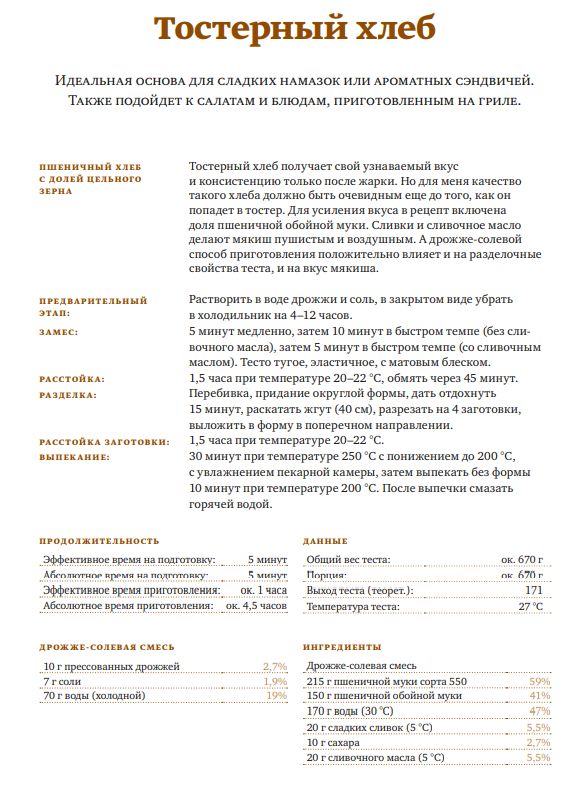 Тостерный хлеб
Идеальная основа для сладких намазок или ароматных сэндвичей.
Также подойдет к салатам и блюдам, приготовленным на гриле.
ПШЕНИЧНЫЙ ХЛЕБ
С ДОЛЕЙ ЦЕЛЬНОГО
ЗЕРНА
Тостерный хлеб получает свой узнаваемый вкус
и консистенцию только после жарки. Но для меня качество
такого хлеба должно быть очевидным еще до того, как он
попадет в тостер. Для усиления вкуса в рецепт включена
доля пшеничной обойной муки. Сливки и сливочное масло
делают мякиш пушистым и воздушным. А дрожже-солевой
способ приготовления положительно влияет и на разделочные
свойства теста, и на вкус мякиша.
ПРЕДВАРИТЕЛЬНЫЙ
ЭТАП:
Растворить в воде дрожжи и соль, в закрытом виде убрать
в холодильник на 4–12 часов.
ЗАМЕС:
5 минут медленно, затем 10 минут в быстром темпе (без сли-
вочного масла), затем 5 минут в быстром темпе (со сливочным
маслом). Тесто тугое, эластичное, с матовым блеском.
РАССТОЙКА:
1,5 часа при температуре 20–22 °C, обмять через 45 минут.
РАЗДЕЛКА:
Перебивка, придание округлой формы, дать отдохнуть
15 минут, раскатать жгут (40 см), разрезать на 4 заготовки,
выложить в форму в поперечном направлении.
РАССТОЙКА ЗАГОТОВКИ:
1,5 часа при температуре 20–22 °C.
ВЫПЕКАНИЕ:
30 минут при температуре 250 °C с понижением до 200 °C,
с увлажнением пекарной камеры, затем выпекать без формы
10 минут при температуре 200 °C. После выпечки смазать
горячей водой.
ПРОДОЛЖИТЕЛЬНОСТЬ
Эффективное время на подготовку: 5 минут
Абсолютное время на подготовку: 5 минут
Эффективное время приготовления: ок. 1 часа
Абсолютное время приготовления: ок. 4,5 часов
ДАННЫЕ
Общий вес теста: ок. 670 г
Порция: ок. 670 г
Выход теста (теорет.): 171
Температура теста: 27 °C
ДРОЖЖЕ-СОЛЕВАЯ СМЕСЬ
10 г прессованных дрожжей 2,7%
7 г соли 1,9%
70 г воды (холодной) 19%
ИНГРЕДИЕНТЫ
Дрожже-солевая смесь
215 г пшеничной муки сорта 550 59%
150 г пшеничной обойной муки 41%
170 г воды (30 °C) 47%
20 г сладких сливок (5 °C) 5,5%
10 г сахара 2,7%
20 г сливочного масла (5 °C) 5,5%